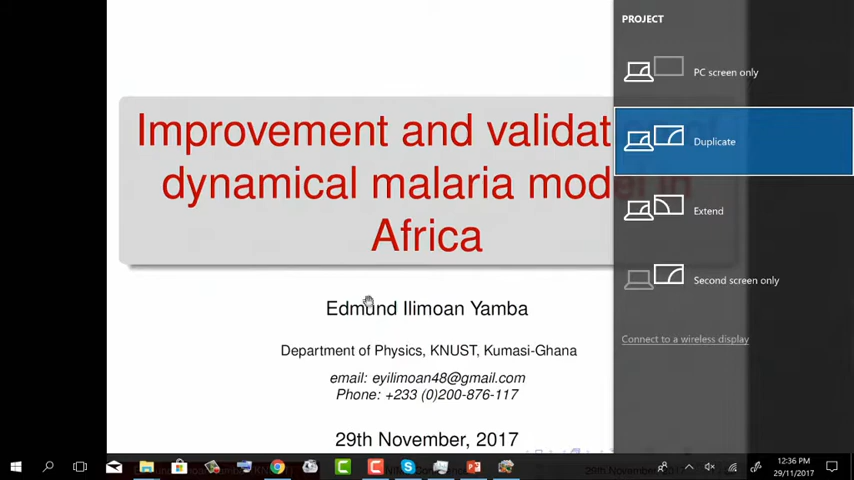 PROJECT
PC screen only
Duplicate
Extend
Second screen only
Connect to a wireless display
Improvement and validat
dynamical malaria model in
Africa
Edmund Ilimoan Yamba
Department of Physics, KNUST, Kumasi-Ghana
email: eyilimoan48@gmail.com
Phone: +233 (0)200-876-117
29th November, 2017
12:36 PM
29/11/2017